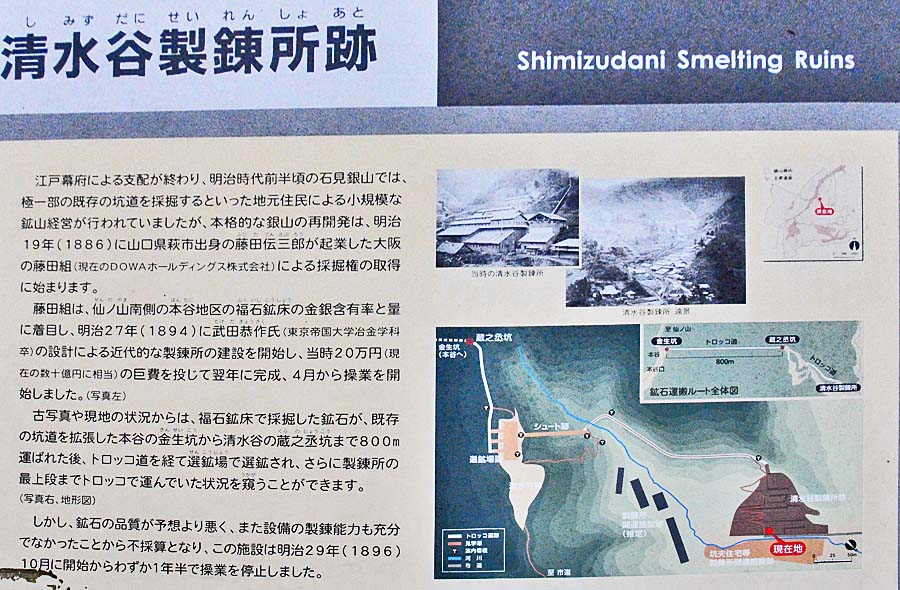 し みず だに せい れん しょ あと
清水谷製錬所跡
Shimizudani Smelting Ruins
江戸幕府による支配が終わり、明治時代前半頃の石見銀山では、
極一部の既存の坑道を採掘するといった地元住民による小規模な
鉱山経営が行われていましたが、本格的な銀山の再開発は、明治
19年(1886)に山口県萩市出身の藤田伝三郎が起業した大阪
の藤田組(現在のDOWAホールディングス株式会社)による採掘権の取得
に始まります。
藤田組は、仙ノ山南側の本谷地区の福石鉱床の金銀含有率と量
に着目し、明治27年(1894)に武田恭作氏(東京帝国大学冶金学科
卒)の設計による近代的な製錬所の建設を開始し、当時20万円(現
在の数十億円に相当)の巨費を投じて翌年に完成、4月から操業を開
始しました。(写真左)
古写真や現地の状況からは、福石鉱床で採掘した鉱石が、既存
の坑道を拡張した本谷の金生坑から清水谷の蔵之丞坑まで800m
運ばれた後、トロッコ道を経て選鉱場で選鉱され、さらに製錬所の
最上段までトロッコで運んでいた状況を窺うことができます。
(写真右、地形図)
しかし、鉱石の品質が予想より悪く、また設備の製錬能力も充分
でなかったことから不採算となり、この施設は明治29年(1896)
10月に開始からわずか1年半で操業を停止しました。
当時の清水谷製錬所
清水谷製錬所 遠景
現在地
金生坑
(本谷へ)
蔵之丞坑
至 仙ノ山
金生坑
トロッコ道
蔵之丞坑
本谷
800m
本谷口
トロッコ道
清水谷製錬所
鉱石運搬ルート全体図
シュート跡
選鉱場跡
製錬所
関連施設跡
(推定)
清水谷製錬所跡
現在地
坑夫住宅等
製錬所関連施設跡
トロッコ道跡
見学道
案内看板
河 川
市 道
至 市道
0 25 50m